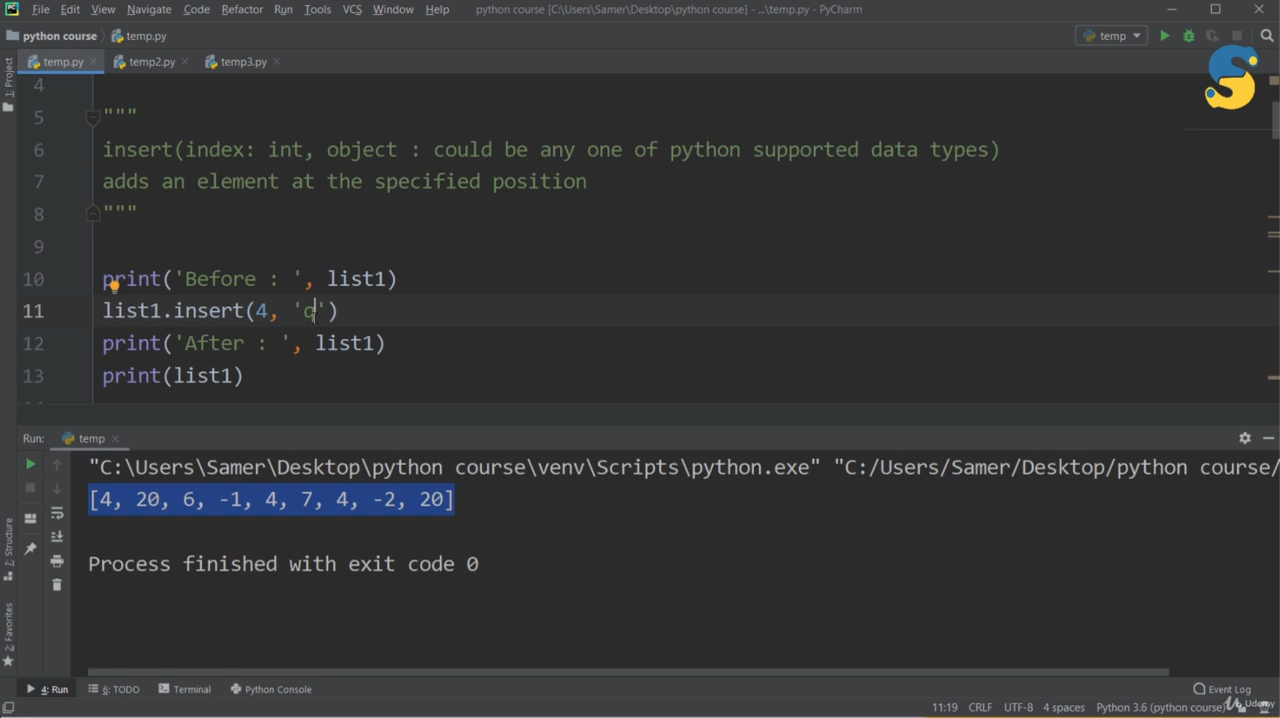 File Edit View Navigate Code Refactor Run Tools VCS Window Help python course [C:\Users\Samer\Desktop\python course] - ...\temp.py - PyCharm
python course temp.py temp
temp.py temp2.py temp3.py
1: Project
4
5 """
6 insert(index: int, object : could be any one of python supported data types)
7 adds an element at the specified position
8 """
9
10 print('Before : ', list1)
11 list1.insert(4, 'q')
12 print('After : ', list1)
13 print(list1)
Run: temp
"C:\Users\Samer\Desktop\python course\venv\Scripts\python.exe" "C:/Users/Samer/Desktop/python course/
[4, 20, 6, -1, 4, 7, 4, -2, 20]
Process finished with exit code 0
Z: Structure
2: Favorites
4: Run 6: TODO Terminal Python Console Event Log
11:19 CRLF UTF-8 4 spaces Python 3.6 (python course) Udemy